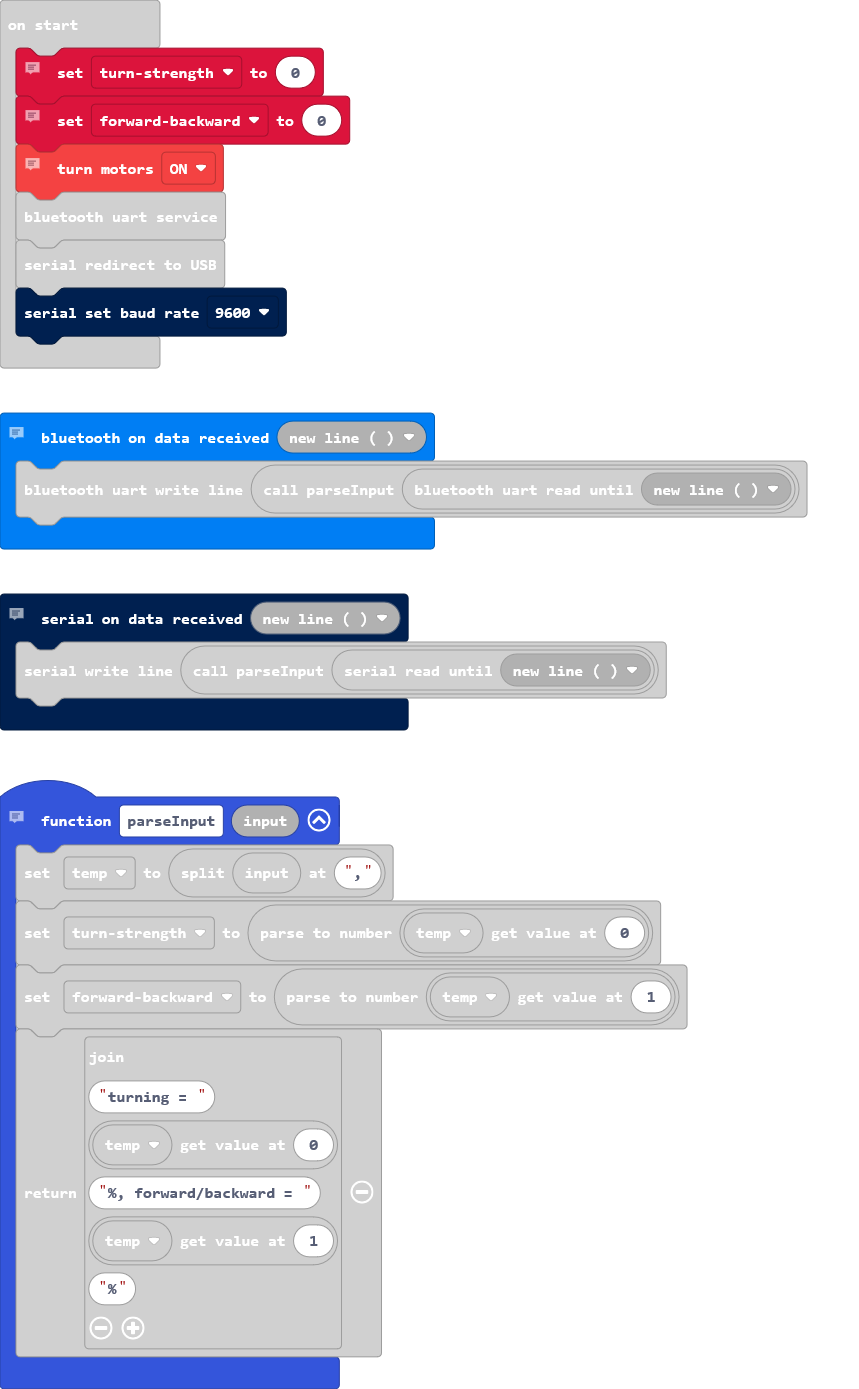 on start
set turn-strength to 0
set forward-backward to 0
turn motors ON
bluetooth uart service
serial redirect to USB
serial set baud rate 9600
bluetooth on data received new line ( )
bluetooth uart write line call parseInput bluetooth uart read until new line ( )
serial on data received new line ( )
serial write line call parseInput serial read until new line ( )
function parseInput input
set temp to split input at ","
set turn-strength to parse to number temp get value at 0
set forward-backward to parse to number temp get value at 1
join
"turning = "
temp get value at 0
return "%, forward/backward = "
temp get value at 1
"%"